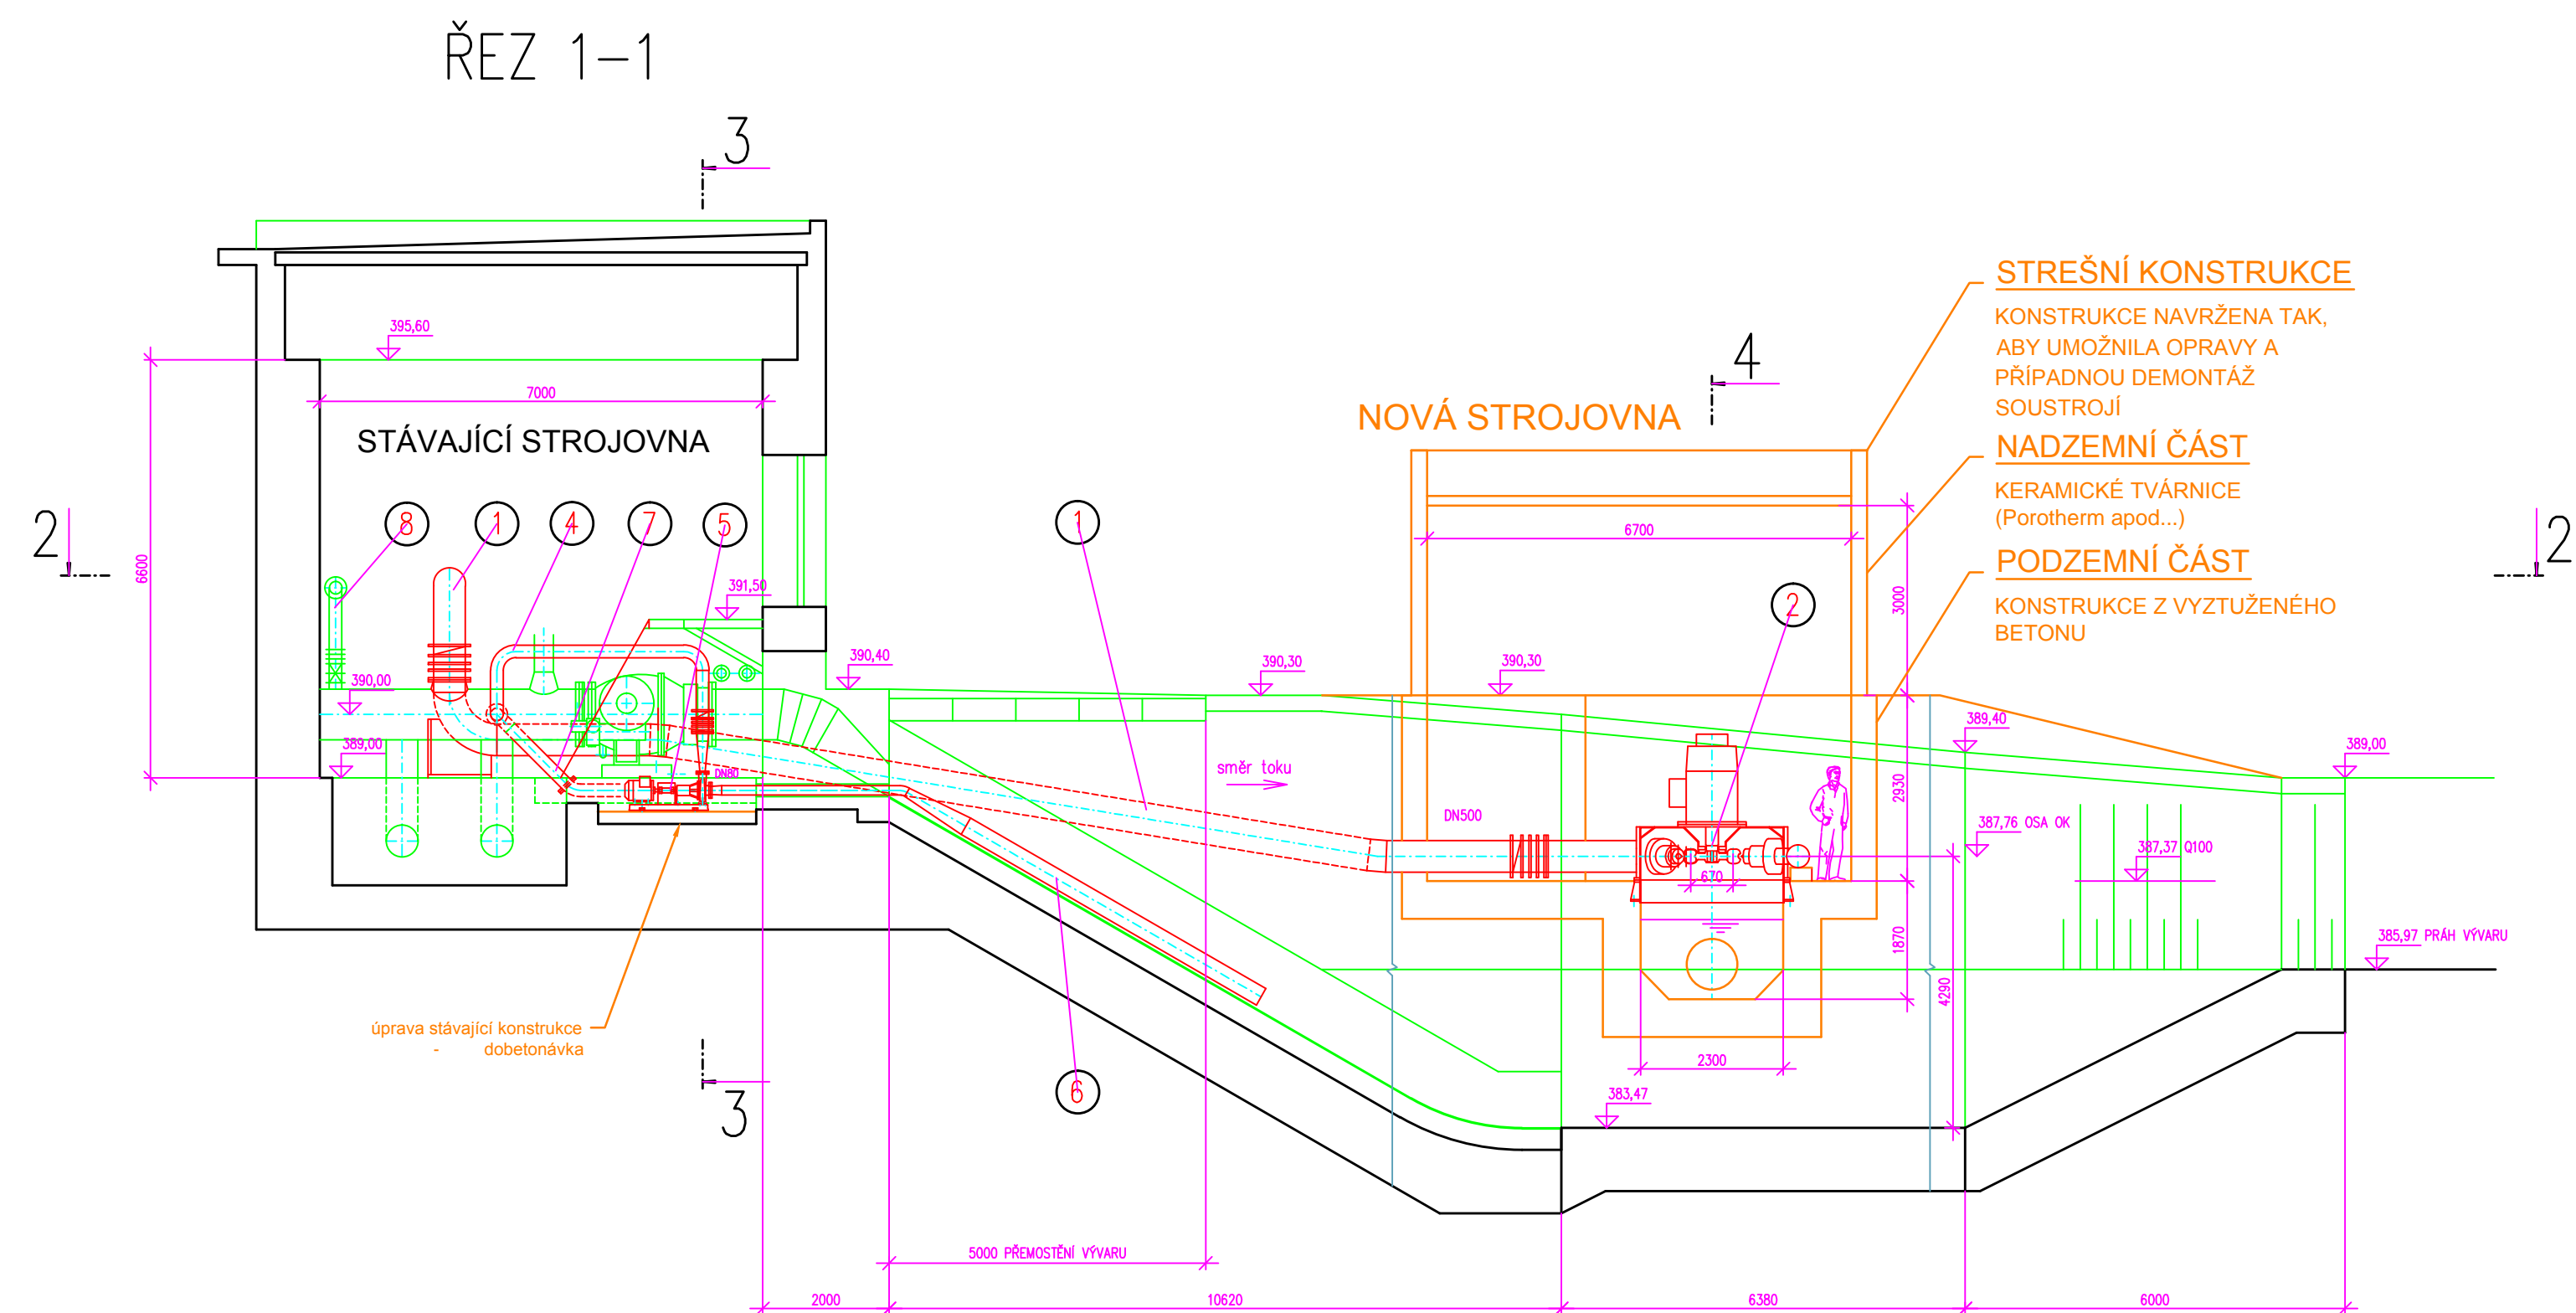 ŘEZ 1-1
3
395,60
7000
STÁVAJÍCÍ STROJOVNA
6600
2
8
1
4
7
5
391,50
390,00
389,00
DN80
390,40
390,30
1
směr toku
úprava stávající konstrukce
- dobetonávka
3
6
5000 PŘEMOSTĚNÍ VÝVARU
2000
10620
6380
6000
NOVÁ STROJOVNA
4
6700
3000
2
390,30
DN500
2930
670
1870
4290
2300
383,47
STREŠNÍ KONSTRUKCE
KONSTRUKCE NAVRŽENA TAK,
ABY UMOŽNILA OPRAVY A
PŘÍPADNOU DEMONTÁŽ
SOUSTROJÍ
NADZEMNÍ ČÁST
KERAMICKÉ TVÁRNICE
(Porotherm apod...)
PODZEMNÍ ČÁST
KONSTRUKCE Z VYZTUŽENÉHO
BETONU
2
389,40
389,00
387,76 OSA OK
387,37 Q100
385,97 PRÁH VÝVARU